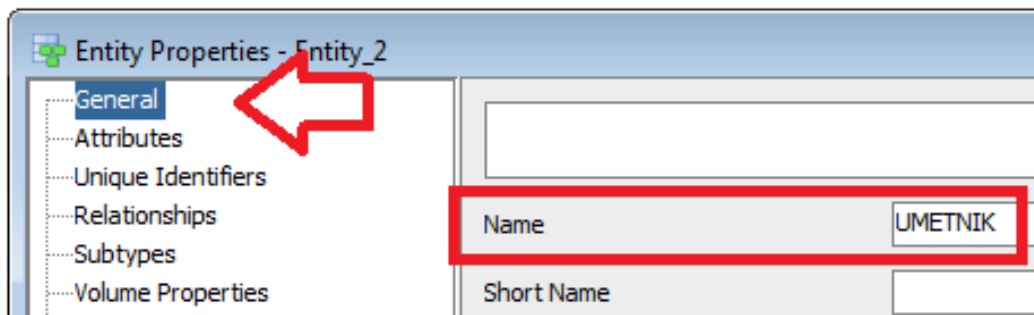 Entity Properties - Entity_2
General
Attributes
Unique Identifiers
Relationships
Subtypes
Volume Properties
Name UMETNIK
Short Name